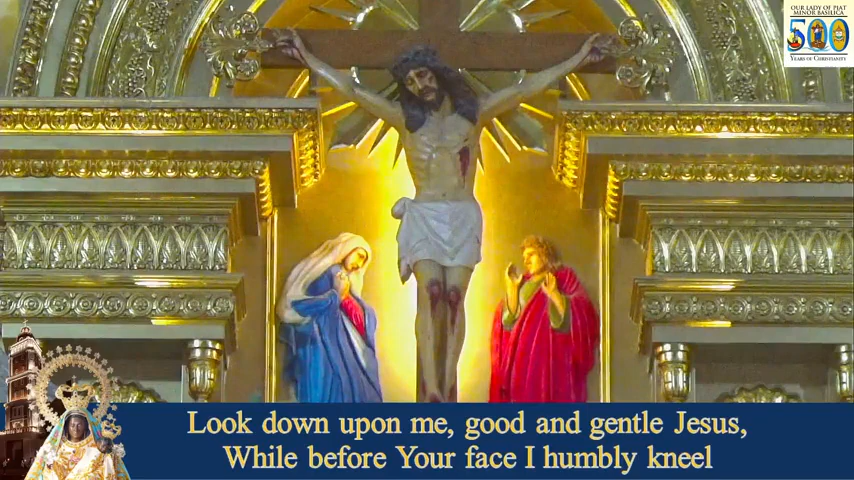 OUR LADY OF PIAT
MINOR BASILICA
500
YEARS OF CHRISTIANITY
Look down upon me, good and gentle Jesus,
While before Your face I humbly kneel